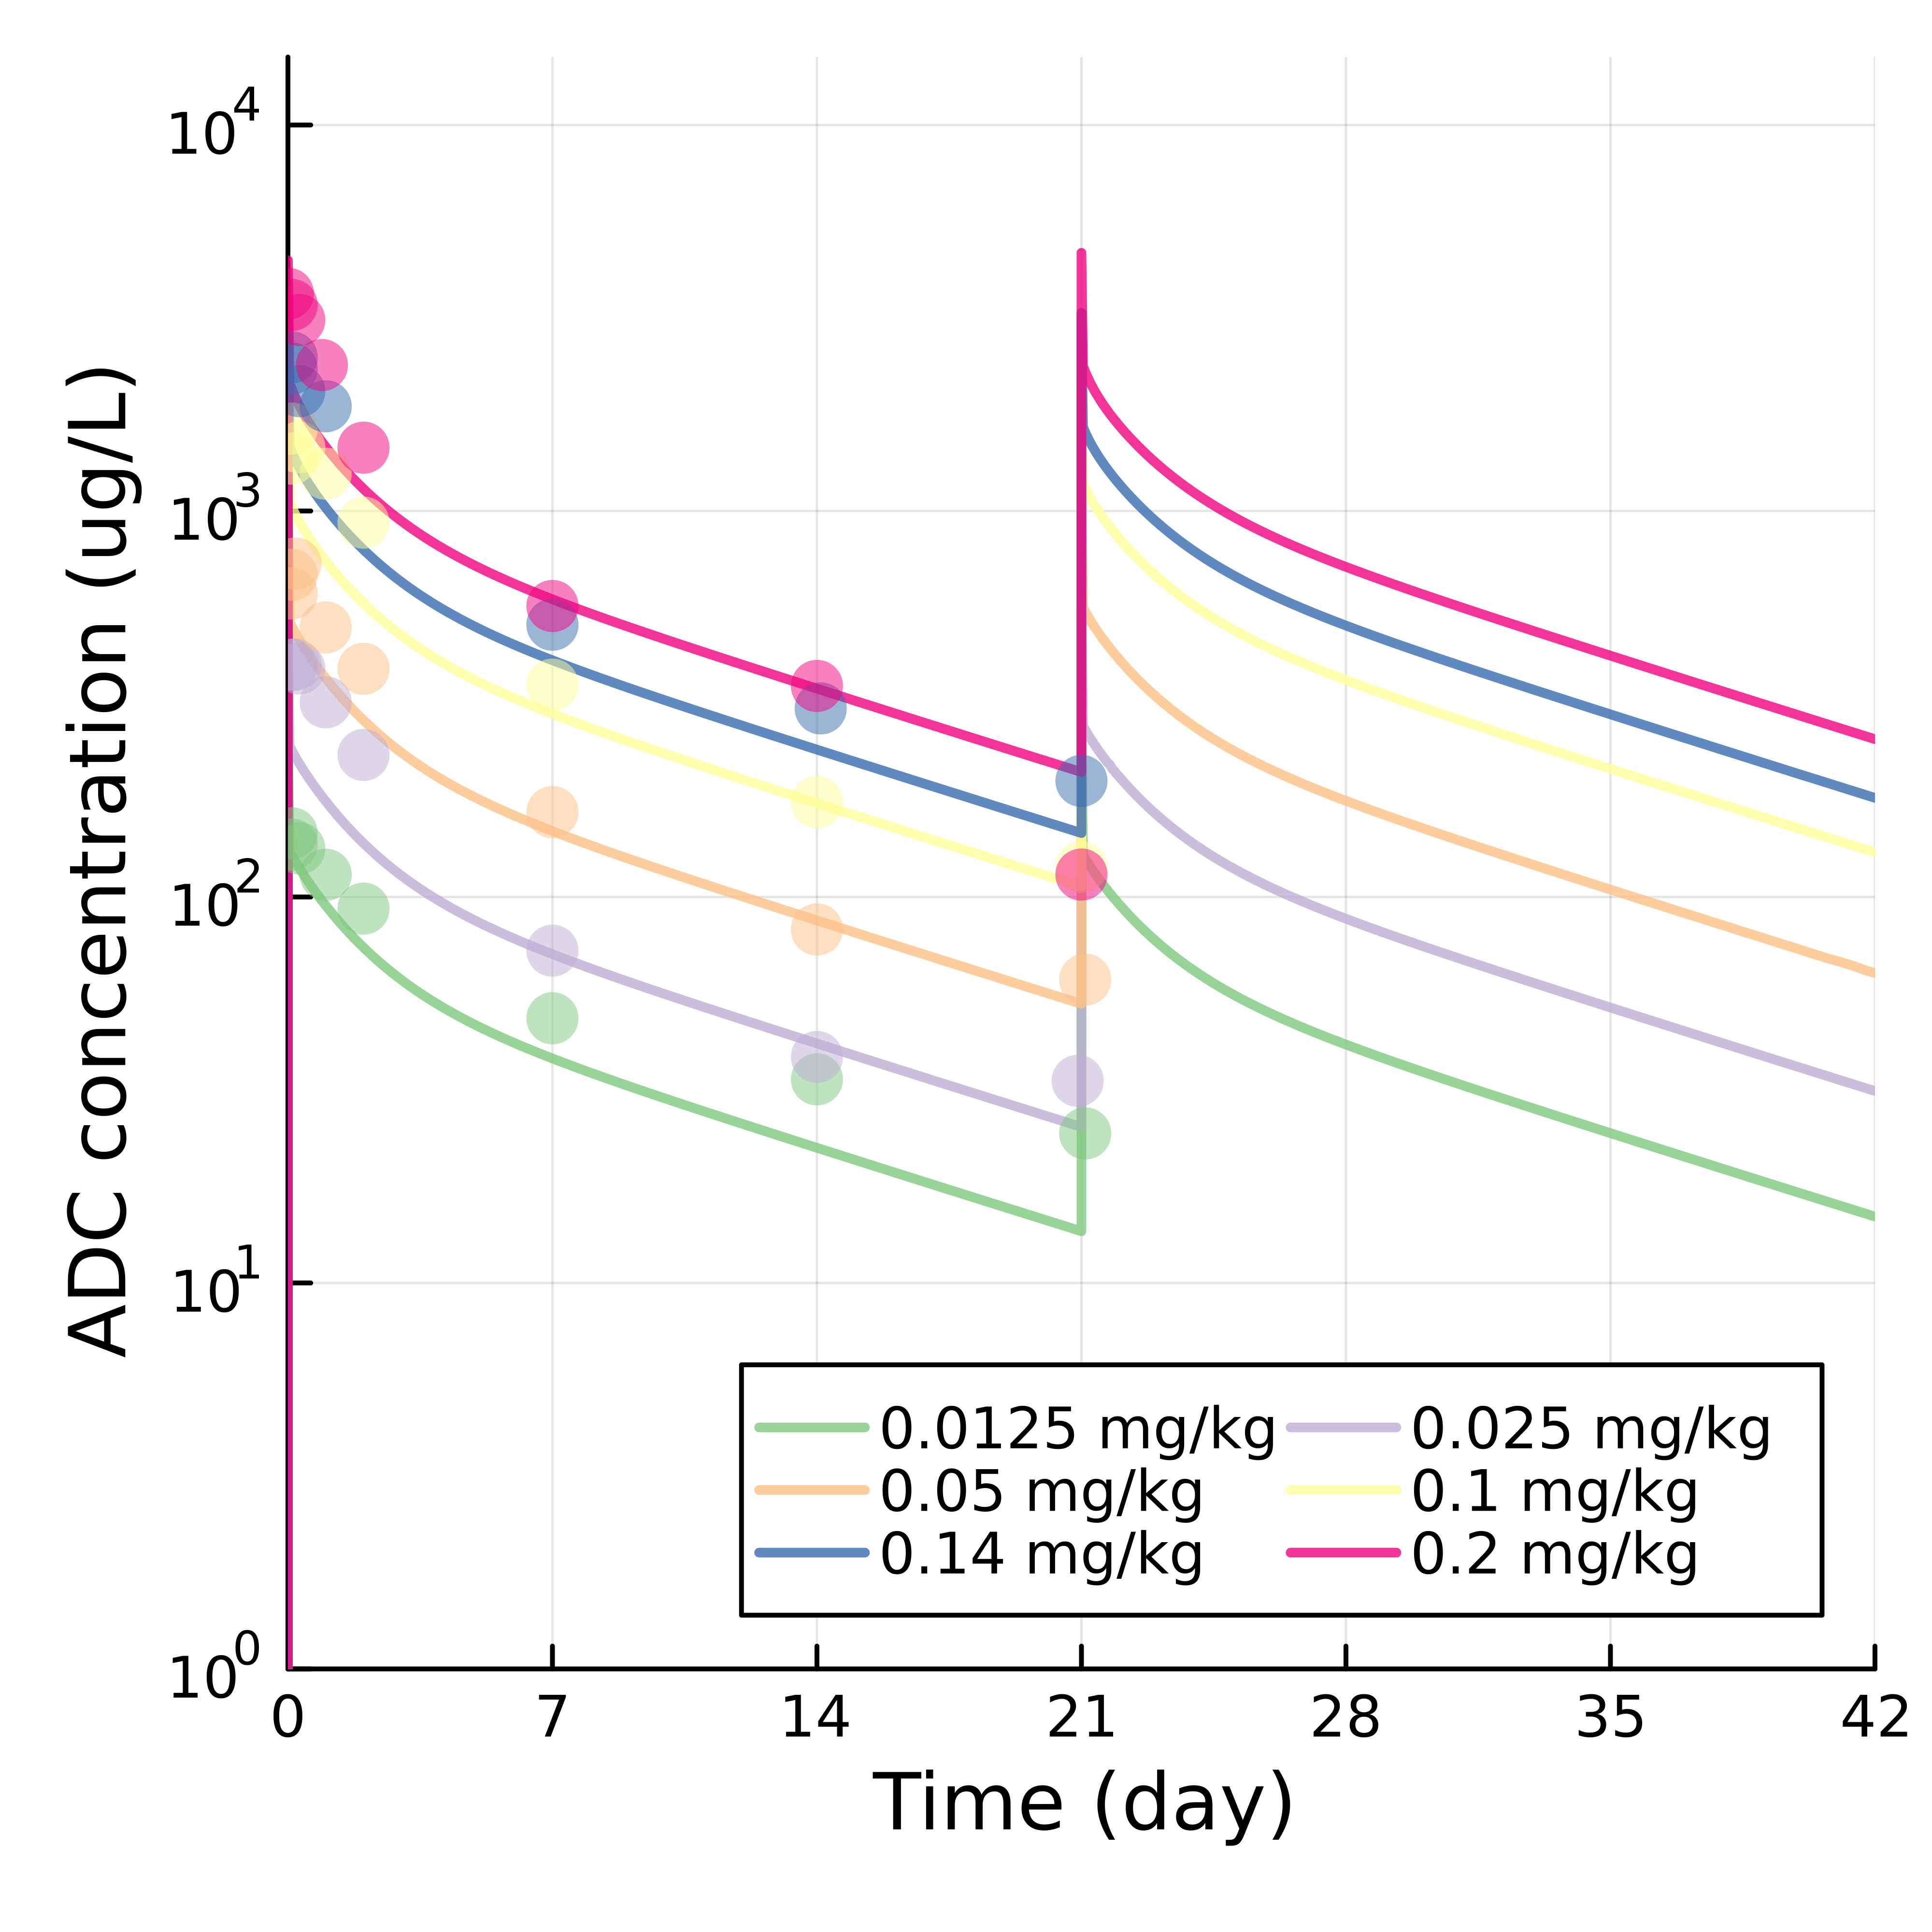 ADC concentration (ug/L)
10^4
10^3
10^2
10^1
10^0
0.0125 mg/kg 0.025 mg/kg
0.05 mg/kg 0.1 mg/kg
0.14 mg/kg 0.2 mg/kg
0 7 14 21 28 35 42
Time (day)